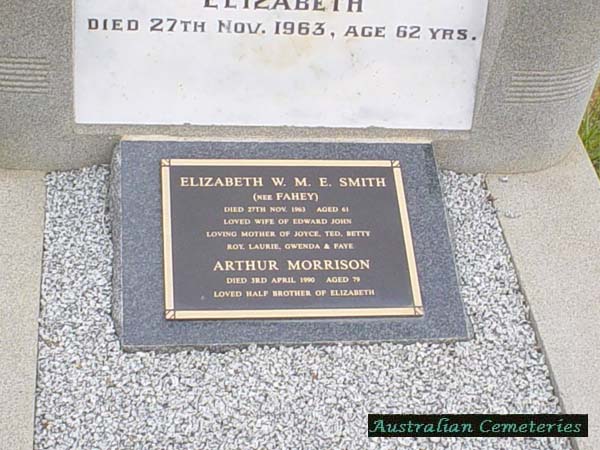 ELIZABETH
DIED 27TH NOV. 1963, AGE 62 YRS.
ELIZABETH W. M. E. SMITH
(NEE FAHEY)
DIED 27TH NOV. 1963 AGED 61
LOVED WIFE OF EDWARD JOHN
LOVING MOTHER OF JOYCE, TED, BETTY
ROY, LAURIE, GWENDA & FAYE
ARTHUR MORRISON
DIED 3RD APRIL 1990 AGED 79
LOVED HALF BROTHER OF ELIZABETH
Australian Cemeteries